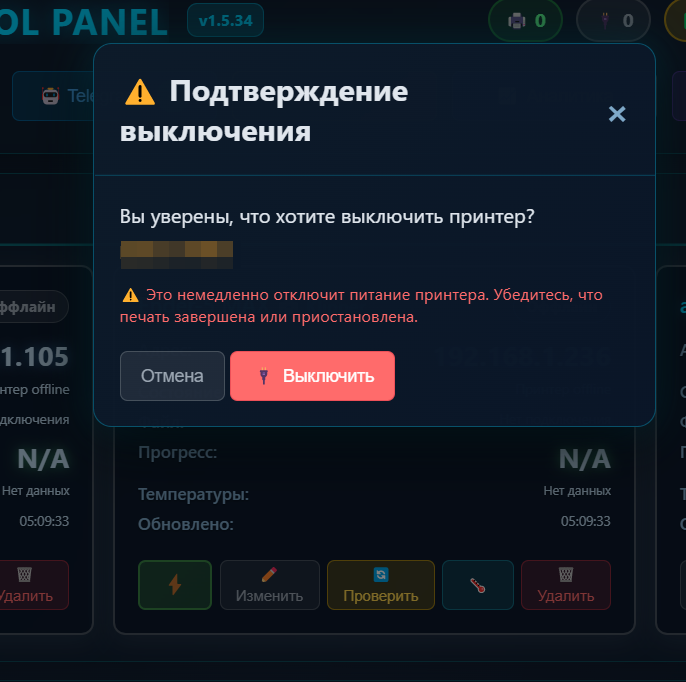 OL PANEL v1.5.34 0 0
Tele
Подтверждение
выключения
×
Вы уверены, что хотите выключить принтер?
Это немедленно отключит питание принтера. Убедитесь, что
печать завершена или приостановлена.
Отмена Выключить
ффлайн
1.105
нтер offline
дключения
N/A
Нет данных
05:09:33
Удалить
Прогресс: N/A
Нет данных
Температуры:
Обновлено: 05:09:33
Изменить Проверить Удалить